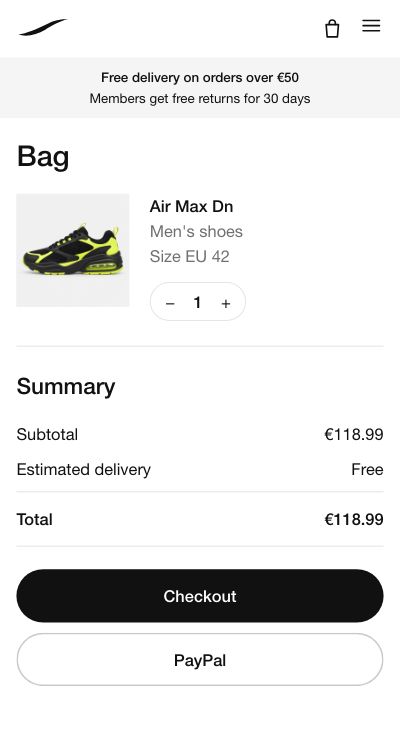 Free delivery on orders over €50
Members get free returns for 30 days
Bag
Air Max Dn
Men's shoes
Size EU 42
− 1 +
Summary
Subtotal €118.99
Estimated delivery Free
Total €118.99
Checkout
PayPal